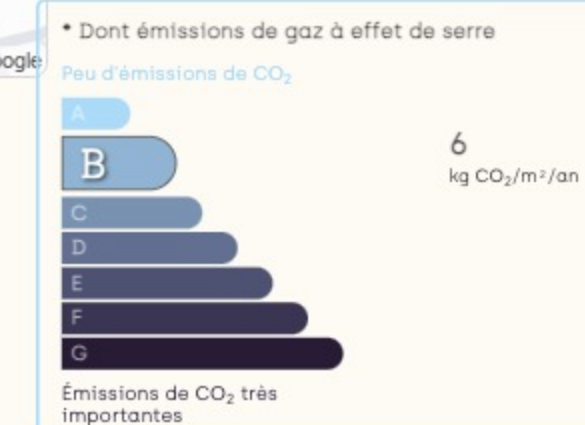 * Dont émissions de gaz à effet de serre
Peu d'émissions de CO₂
A
B
6
kg CO₂/m²/an
C
D
E
F
G
Émissions de CO₂ très
importantes